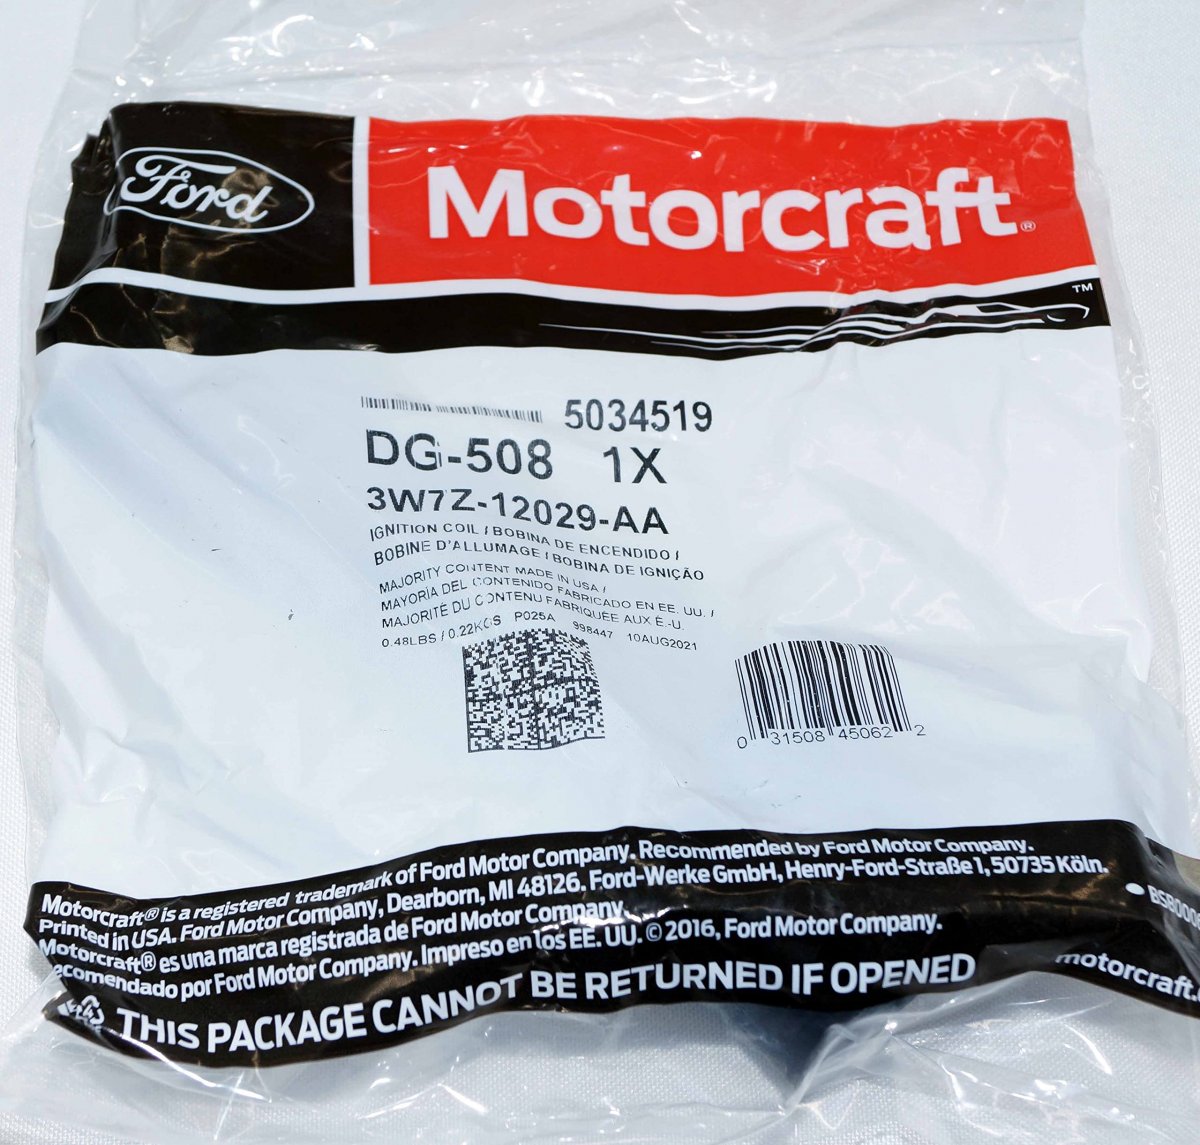 Ford
Motorcraft®
TM
5034519
DG-508 1X
3W7Z-12029-AA
IGNITION COIL / BOBINA DE ENCENDIDO /
BOBINE D'ALLUMAGE / BOBINA DE IGNIÇÃO
MAJORITY CONTENT MADE IN USA /
MAYORÍA DEL CONTENIDO FABRICADO EN EE. UU. /
MAJORITÉ DU CONTENU FABRIQUÉE AUX É.-U.
0.48LBS / 0.22KGS P025A 998447 10AUG2021
0 31508 45062 2
Motorcraft® is a registered trademark of Ford Motor Company. Recommended by Ford Motor Company.
Printed in USA. Ford Motor Company, Dearborn, MI 48126. Ford-Werke GmbH, Henry-Ford-Straße 1, 50735 Köln.
Motorcraft® es una marca registrada de Ford Motor Company.
ecomendado por Ford Motor Company. Impreso en los EE. UU. © 2016, Ford Motor Company.
THIS PACKAGE CANNOT BE RETURNED IF OPENED
motorcraft.